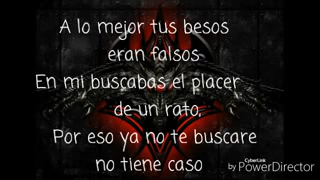 A lo mejor tus besos
eran falsos
En mi buscabas el placer
de un rato,
Por eso ya no te buscare
no tiene caso
CyberLink
by PowerDirector